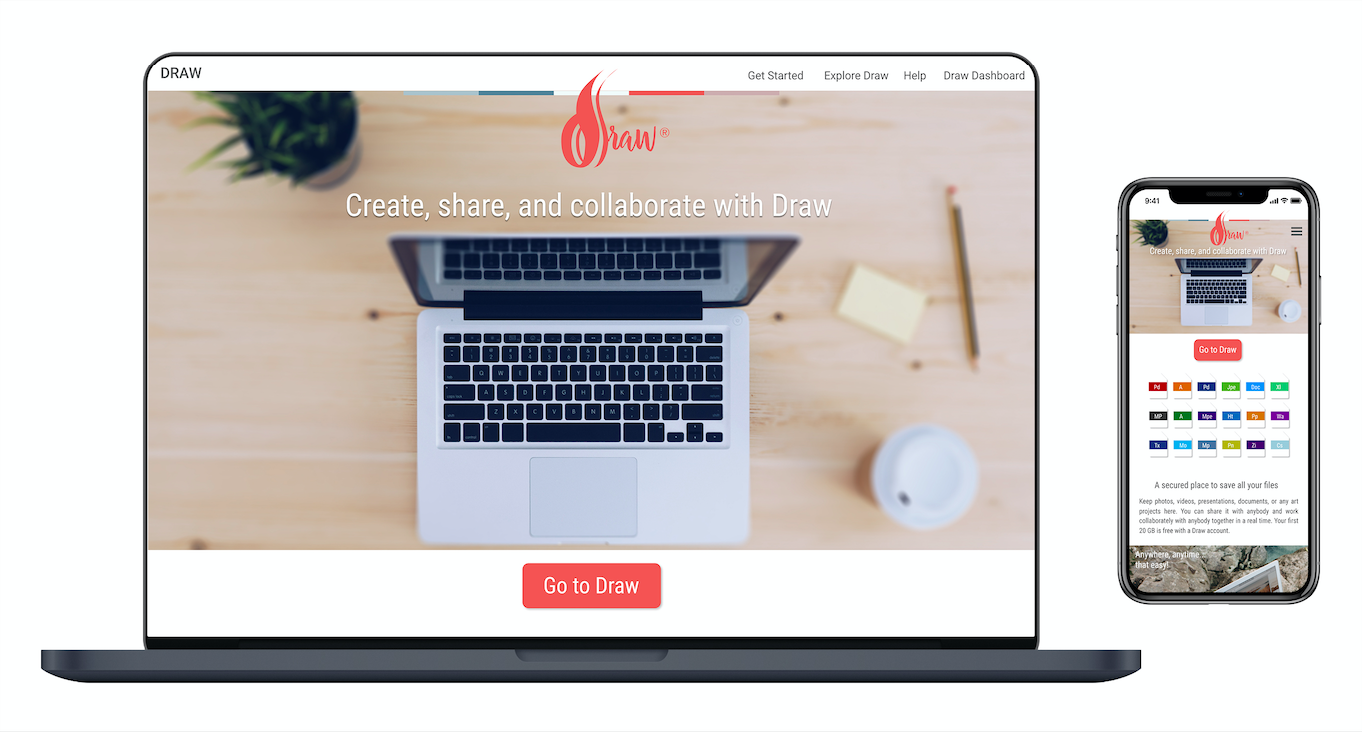 DRAW
Get Started Explore Draw Help Draw Dashboard
Draw®
Create, share, and collaborate with Draw
Go to Draw
9:41
Draw®
Create, share, and collaborate with Draw
Go to Draw
Pd A Pd Jpe Doc Xl
MP A Mpe Ht Pp Wa
Tx Mo Mp Pn Zi Cs
A secured place to save all your files
Keep photos, videos, presentations, documents, or any art
projects here. You can share it with anybody and work
collaborately with anybody together in a real time. Your first
20 GB is free with a Draw account.
Anywhere, anytime...
that easy!